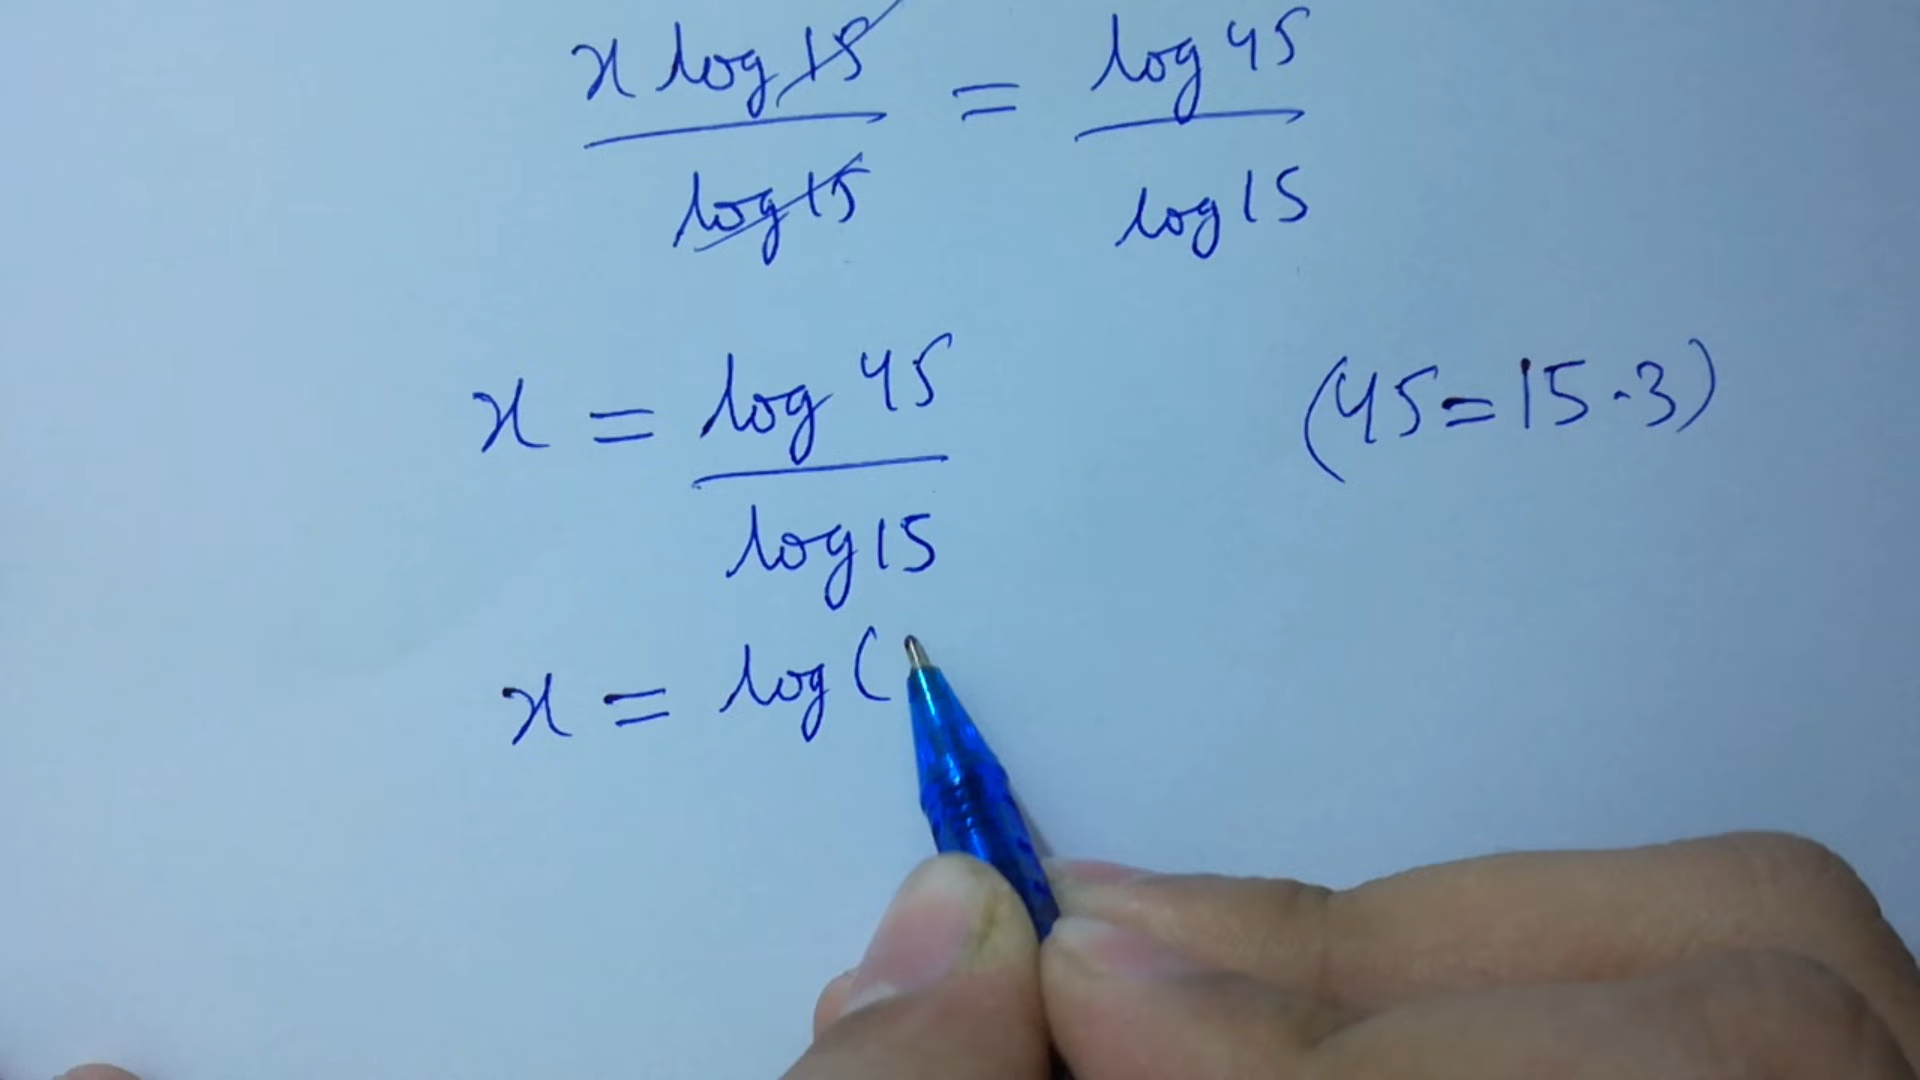 x log 15 = log 45
log 15 log 15
x = log 45 (45=15·3)
log 15
x = log (